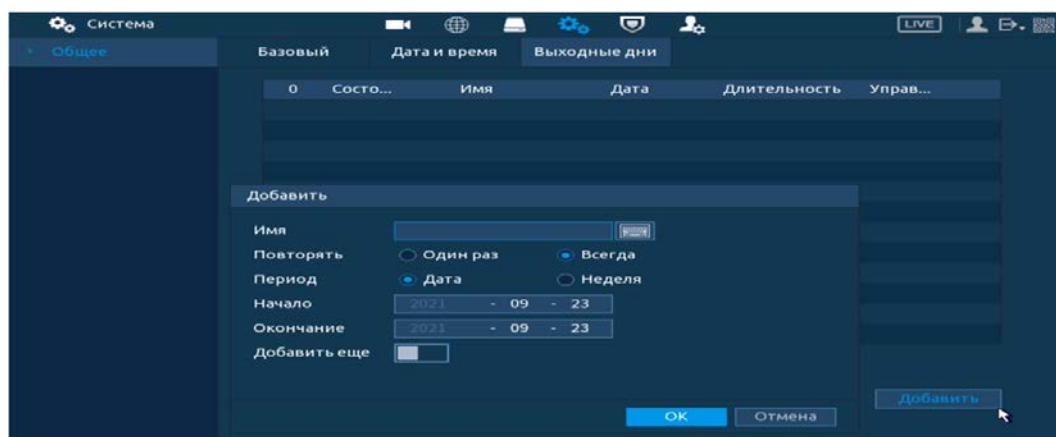 Система LIVE
Общее Базовый Дата и время Выходные дни
0 Состо... Имя Дата Длительность Управ...
Добавить
Имя
Повторять Один раз Всегда
Период Дата Неделя
Начало 2021 - 09 - 23
Окончание 2021 - 09 - 23
Добавить еще
Добавить
OK Отмена